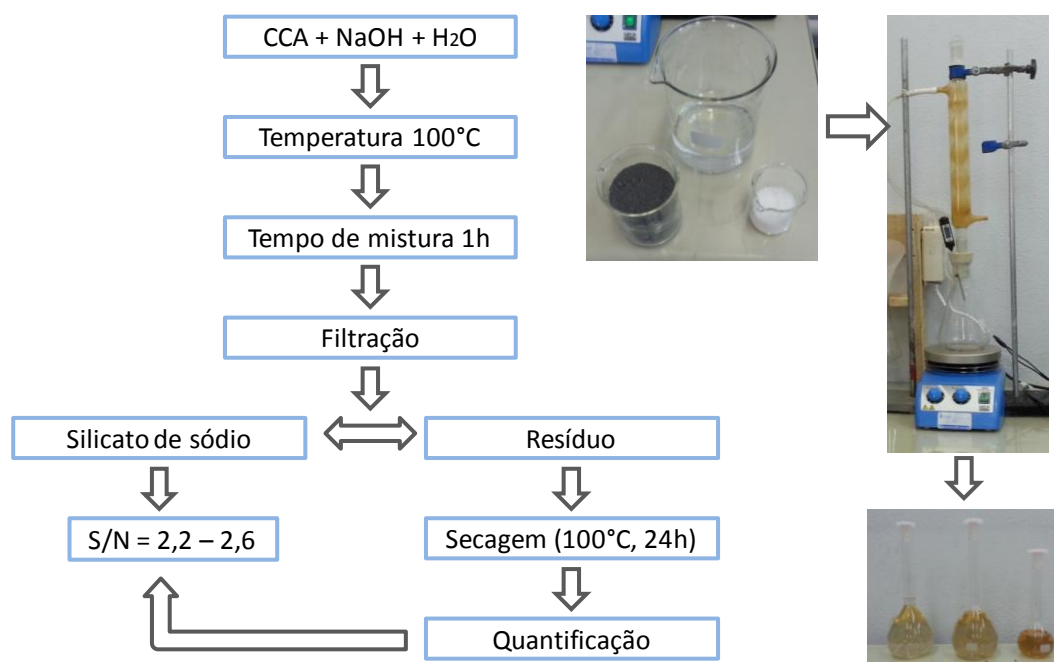 CCA + NaOH + H2O
Temperatura 100°C
Tempo de mistura 1h
Filtração
Silicato de sódio
Resíduo
S/N = 2,2 – 2,6
Secagem (100°C, 24h)
Quantificação